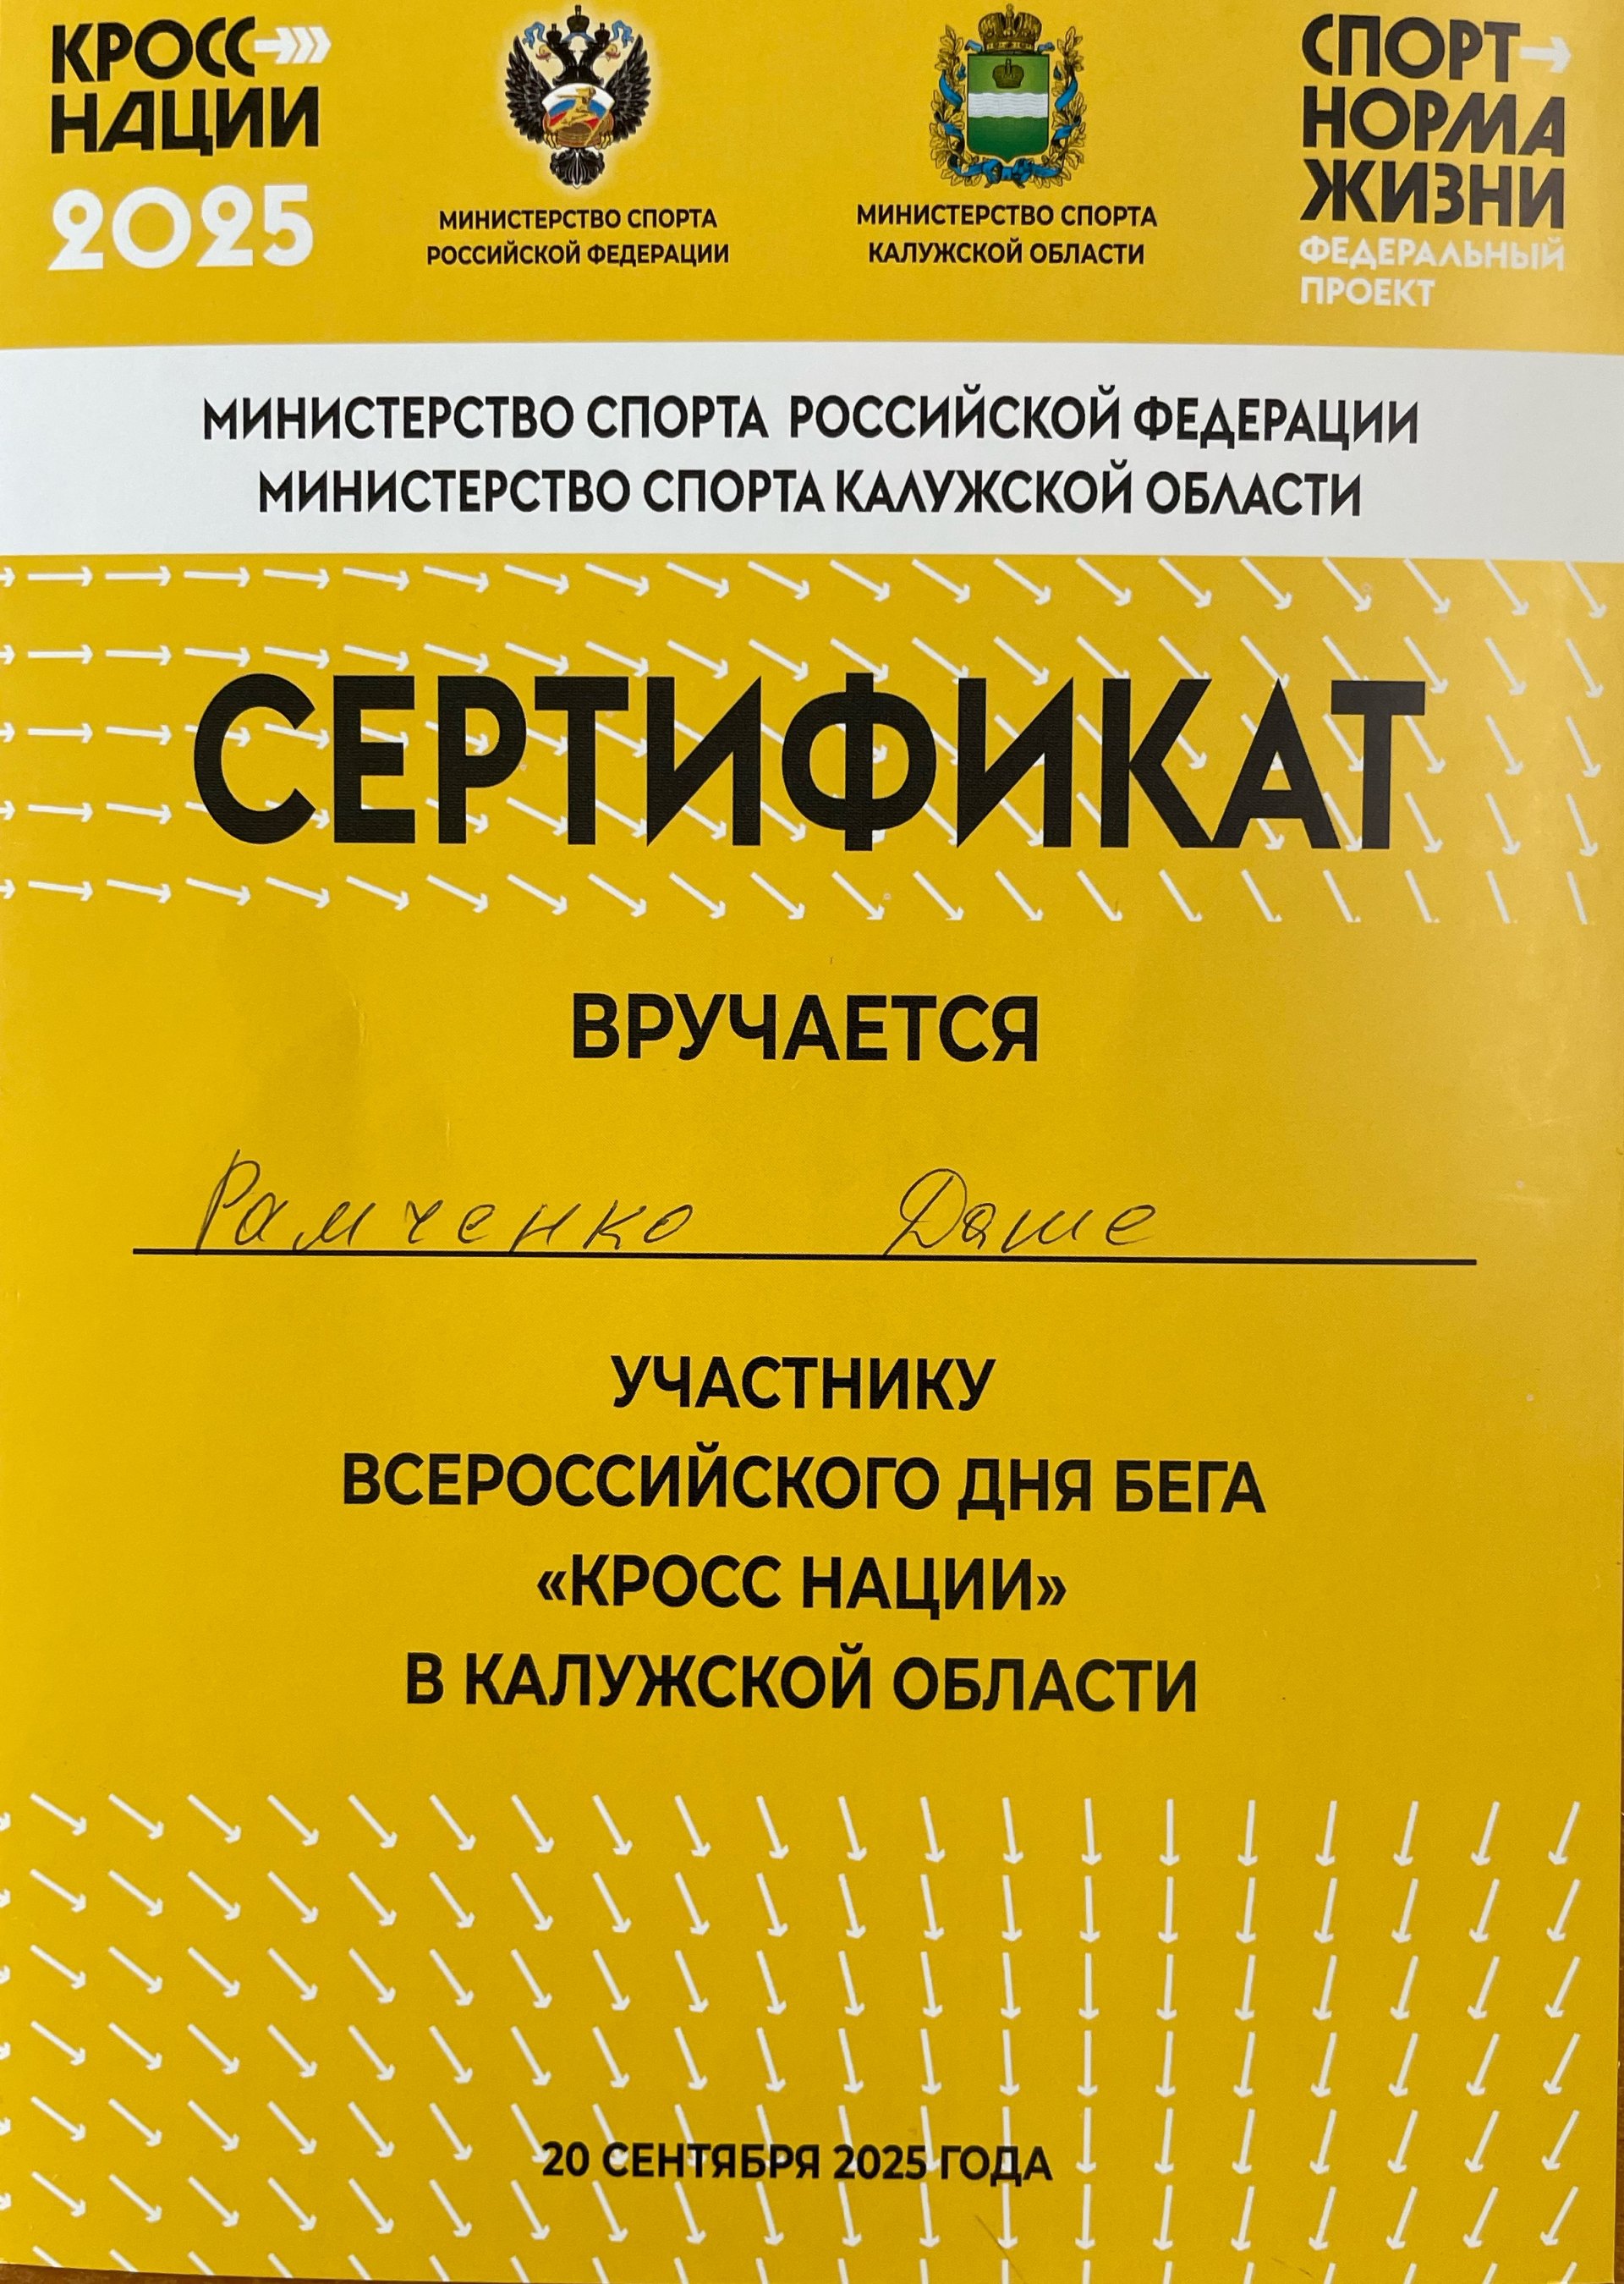 КРОСС
НАЦИИ
2025
МИНИСТЕРСТВО СПОРТА
РОССИЙСКОЙ ФЕДЕРАЦИИ
МИНИСТЕРСТВО СПОРТА
КАЛУЖСКОЙ ОБЛАСТИ
СПОРТ
НОРМА
ЖИЗНИ
ФЕДЕРАЛЬНЫЙ
ПРОЕКТ
МИНИСТЕРСТВО СПОРТА РОССИЙСКОЙ ФЕДЕРАЦИИ
МИНИСТЕРСТВО СПОРТА КАЛУЖСКОЙ ОБЛАСТИ
СЕРТИФИКАТ
ВРУЧАЕТСЯ
Рамченко Даше
УЧАСТНИКУ
ВСЕРОССИЙСКОГО ДНЯ БЕГА
«КРОСС НАЦИИ»
В КАЛУЖСКОЙ ОБЛАСТИ
20 СЕНТЯБРЯ 2025 ГОДА